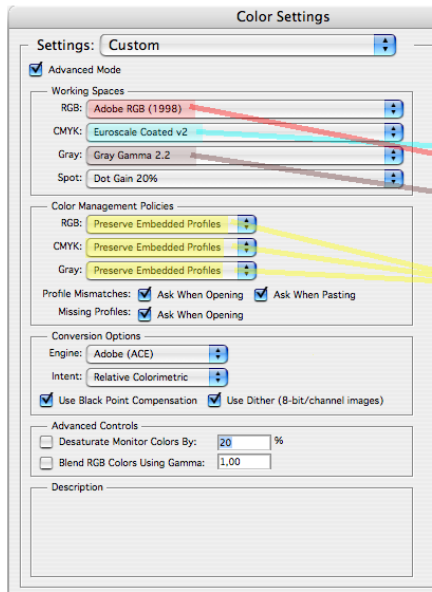 Color Settings
Settings: Custom
Advanced Mode
Working Spaces
RGB: Adobe RGB (1998)
CMYK: Euroscale Coated v2
Gray: Gray Gamma 2.2
Spot: Dot Gain 20%
Color Management Policies
RGB: Preserve Embedded Profiles
CMYK: Preserve Embedded Profiles
Gray: Preserve Embedded Profiles
Profile Mismatches: Ask When Opening Ask When Pasting
Missing Profiles: Ask When Opening
Conversion Options
Engine: Adobe (ACE)
Intent: Relative Colorimetric
Use Black Point Compensation Use Dither (8-bit/channel images)
Advanced Controls
Desaturate Monitor Colors By: 20 %
Blend RGB Colors Using Gamma: 1,00
Description